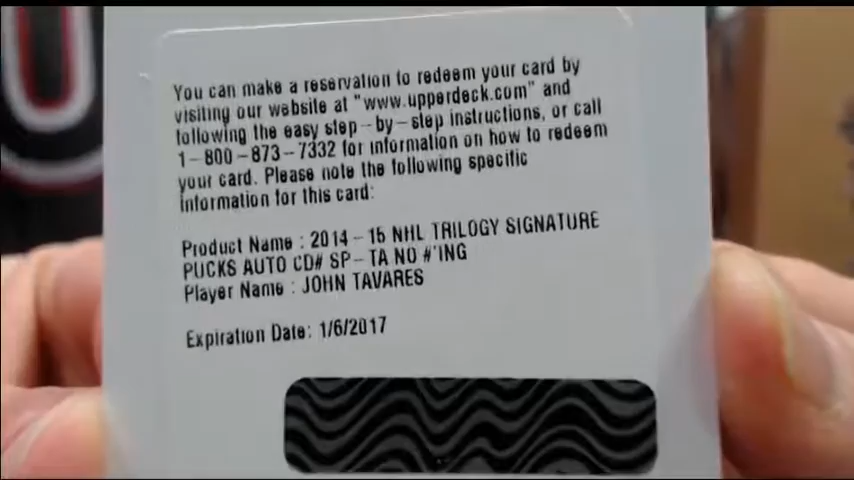 You can make a reservation to redeem your card by
visiting our website at "www.upperdeck.com" and
following the easy step-by-step instructions, or call
1-800-873-7332 for information on how to redeem
your card. Please note the following specific
information for this card:
Product Name : 2014-15 NHL TRILOGY SIGNATURE
PUCKS AUTO CD# SP-TA NO #'ING
Player Name : JOHN TAVARES
Expiration Date: 1/6/2017